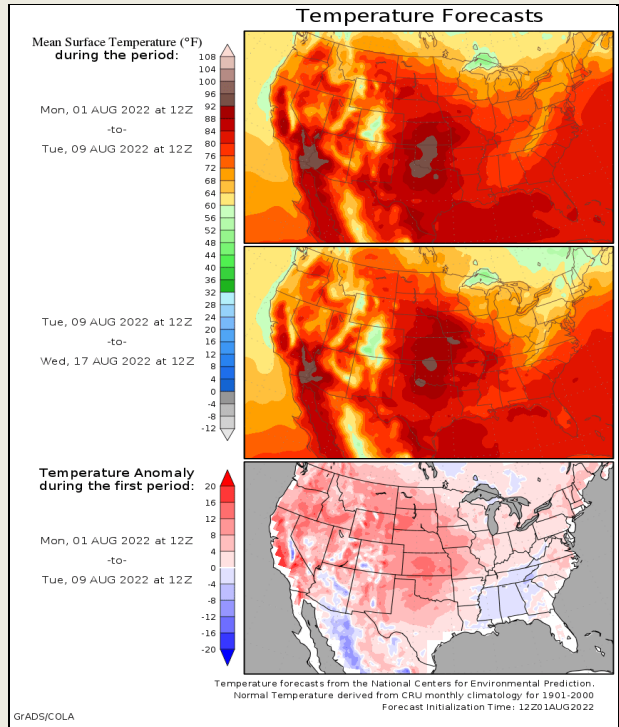 Temperature Forecasts
Mean Surface Temperature (°F)
during the period:
Mon, 01 AUG 2022 at 12Z
-to-
Tue, 09 AUG 2022 at 12Z
108
104
100
96
92
88
84
80
76
72
68
64
60
56
52
48
44
40
36
32
28
24
20
16
12
8
4
0
-4
-8
-12
Tue, 09 AUG 2022 at 12Z
-to-
Wed, 17 AUG 2022 at 12Z
Temperature Anomaly
during the first period:
Mon, 01 AUG 2022 at 12Z
-to-
Tue, 09 AUG 2022 at 12Z
20
16
12
8
4
0
-4
-8
-12
-16
-20
Temperature forecasts from the National Centers for Environmental Prediction.
Normal Temperature derived from CRU monthly climatology for 1901-2000
Forecast Initialization Time: 12Z01AUG2022
GrADS/COLA